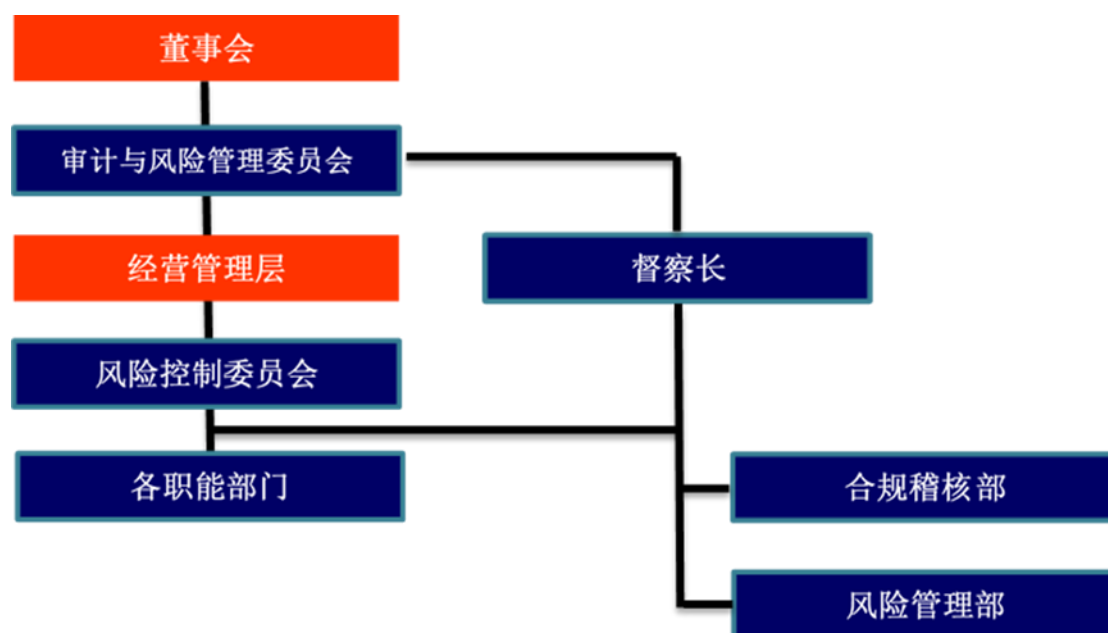 董事会
审计与风险管理委员会
经营管理层
督察长
风险控制委员会
各职能部门
合规稽核部
风险管理部